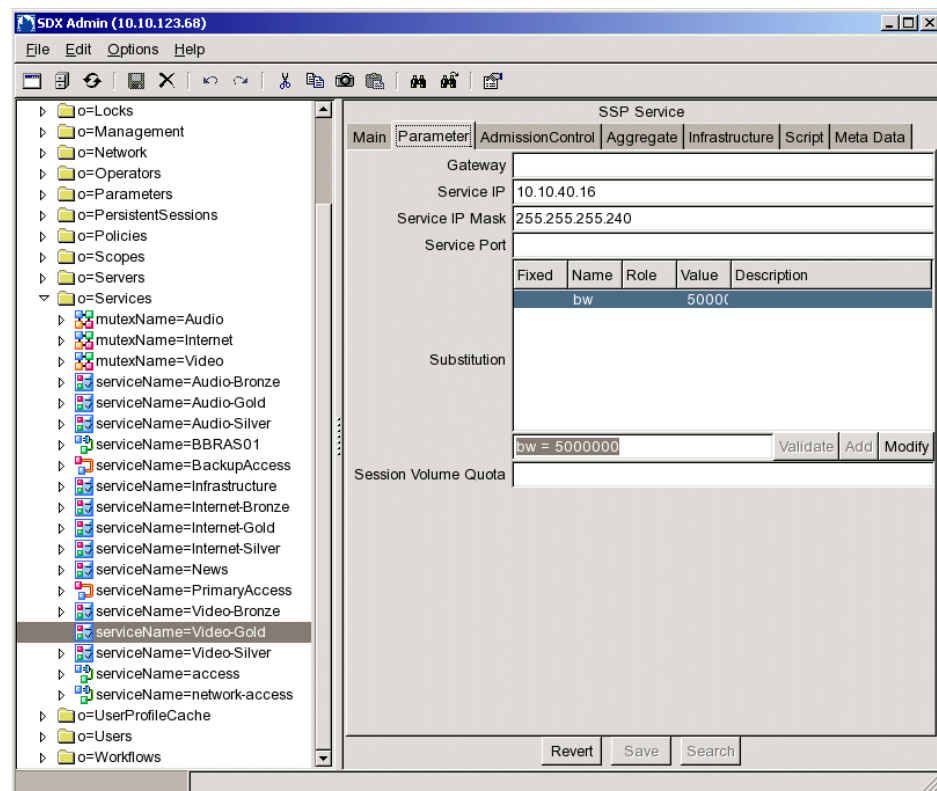 SDX Admin (10.10.123.68)
File Edit Options Help
o=Locks
o=Management
o=Network
o=Operators
o=Parameters
o=PersistentSessions
o=Policies
o=Scopes
o=Servers
o=Services
mutexName=Audio
mutexName=Internet
mutexName=Video
serviceName=Audio-Bronze
serviceName=Audio-Gold
serviceName=Audio-Silver
serviceName=BBRAS01
serviceName=BackupAccess
serviceName=Infrastructure
serviceName=Internet-Bronze
serviceName=Internet-Gold
serviceName=Internet-Silver
serviceName=News
serviceName=PrimaryAccess
serviceName=Video-Bronze
serviceName=Video-Gold
serviceName=Video-Silver
serviceName=access
serviceName=network-access
o=UserProfileCache
o=Users
o=Workflows
SSP Service
Main Parameter AdmissionControl Aggregate Infrastructure Script Meta Data
Gateway
Service IP 10.10.40.16
Service IP Mask 255.255.255.240
Service Port
Fixed Name Role Value Description
bw 5000(
Substitution
bw = 5000000 Validate Add Modify
Session Volume Quota
Revert Save Search